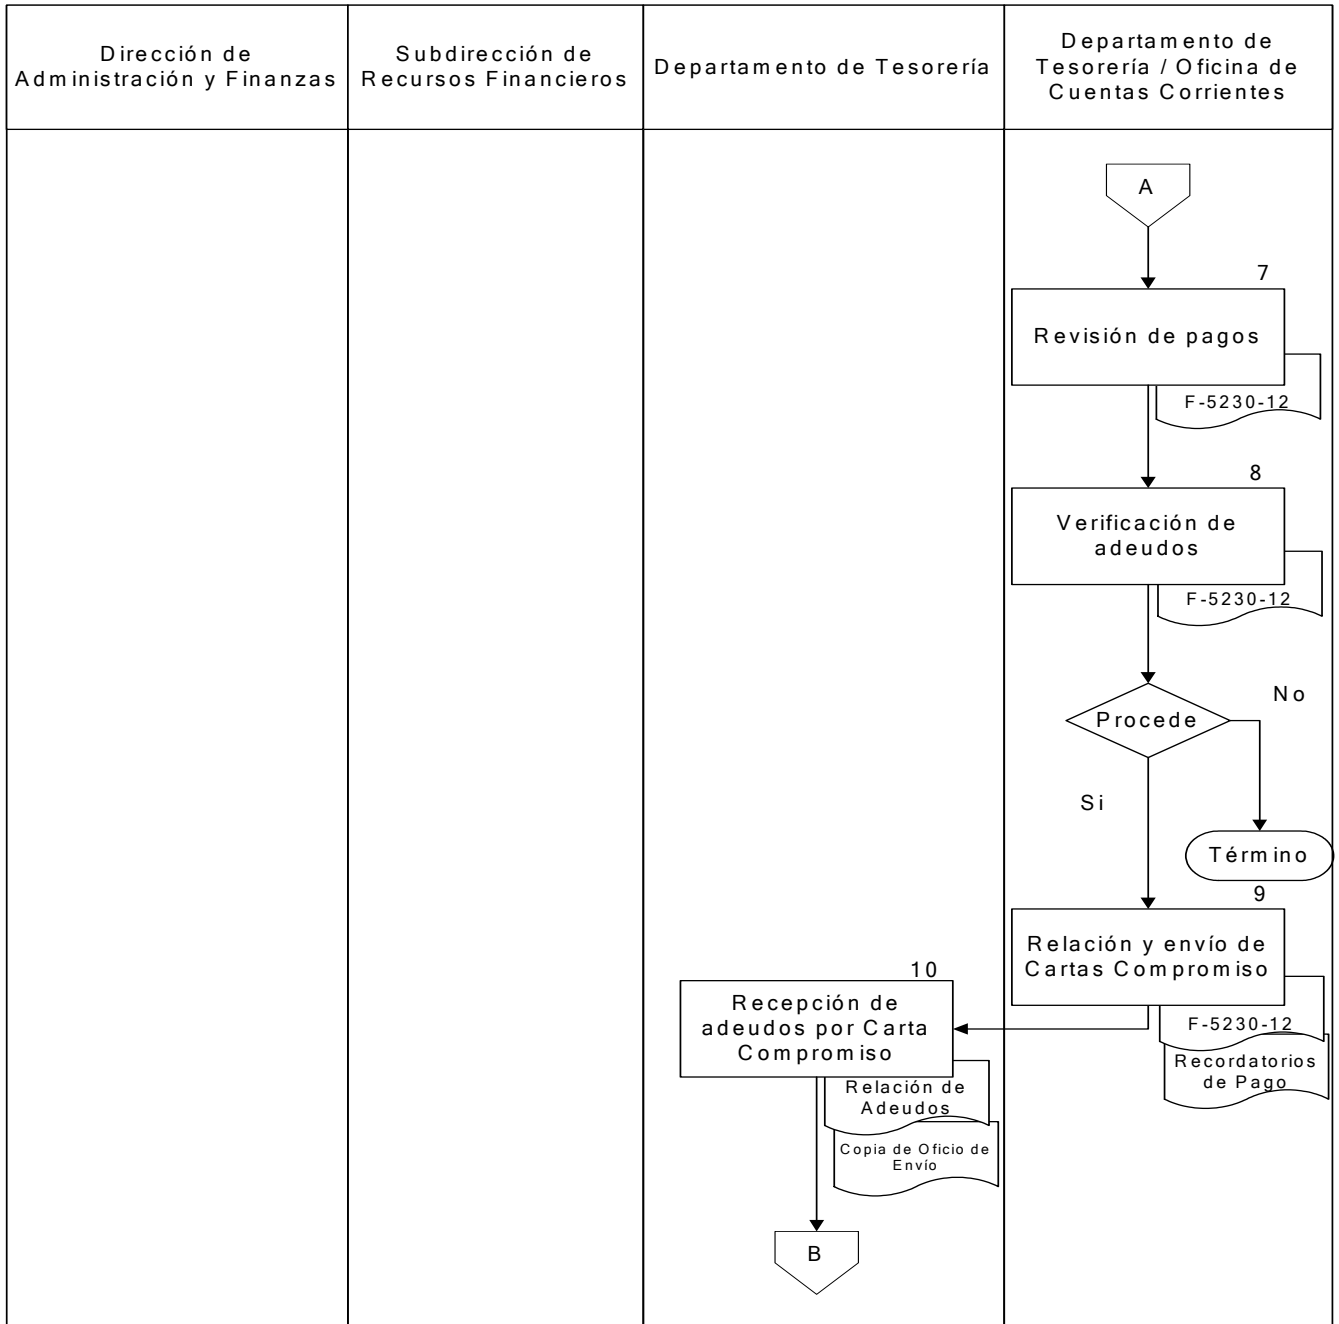 Dirección de
Administración y Finanzas
Subdirección de
Recursos Financieros
Departamento de Tesorería
Departamento de
Tesorería / Oficina de
Cuentas Corrientes
A
7
Revisión de pagos
F-5230-12
8
Verificación de
adeudos
F-5230-12
Procede
No
Si
Término
9
Relación y envío de
Cartas Compromiso
F-5230-12
Recordatorios
de Pago
10
Recepción de
adeudos por Carta
Compromiso
Relación de
Adeudos
Copia de Oficio de
Envío
B